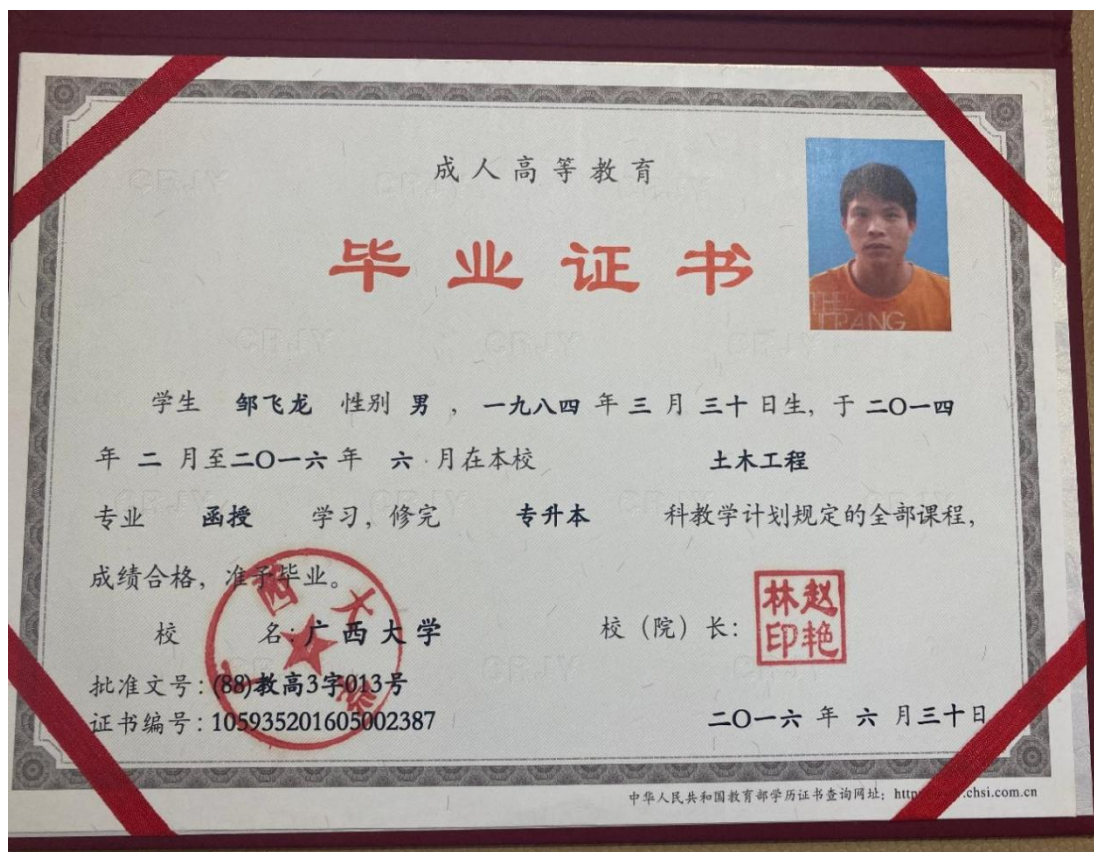 成人高等教育
毕业证书
THE
学生 邹飞龙 性别 男 , 一九八四 年 三 月 三十 日生, 于 二〇一四
年 二 月至二〇一六 年 六 月在本校 土木工程
专业 函授 学习, 修完 专升本 科教学计划规定的全部课程,
成绩合格, 准予毕业。
校 名: 广西大学
校（院）长:
林赵
印艳
批准文号: (88)教高3字013号
证书编号: 105935201605002387
二〇一六 年 六 月三十日
中华人民共和国教育部学历证书查询网址: http .chsi.com.cn